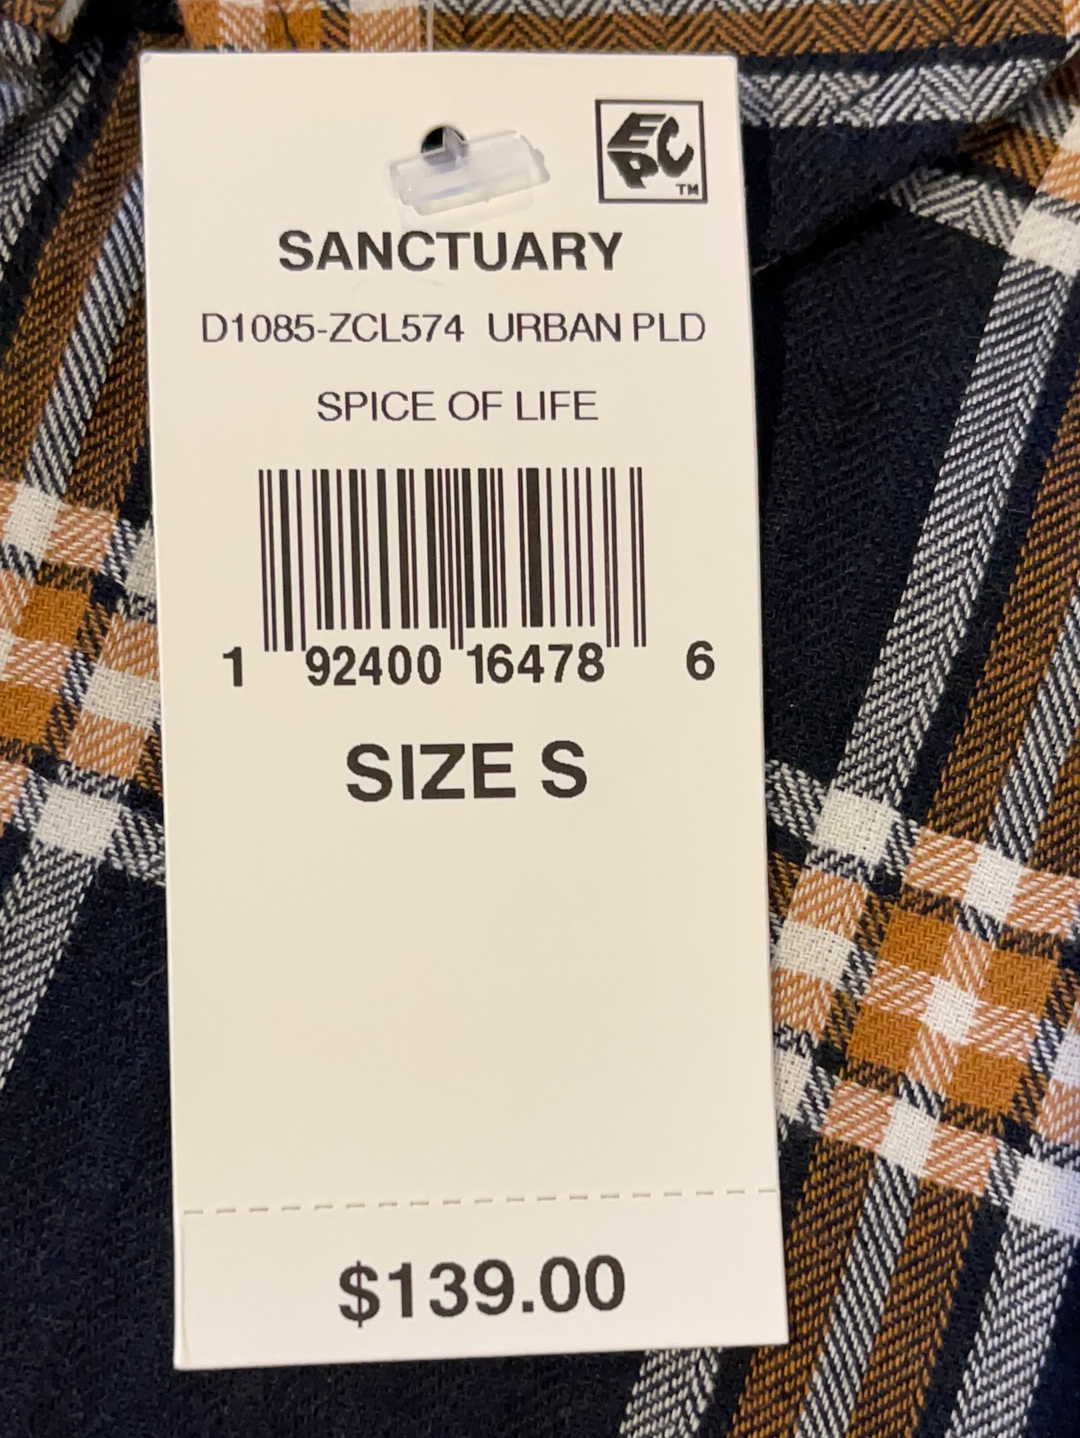 EPC
TM
SANCTUARY
D1085-ZCL574 URBAN PLD
SPICE OF LIFE
1 92400 16478 6
SIZE S
$139.00